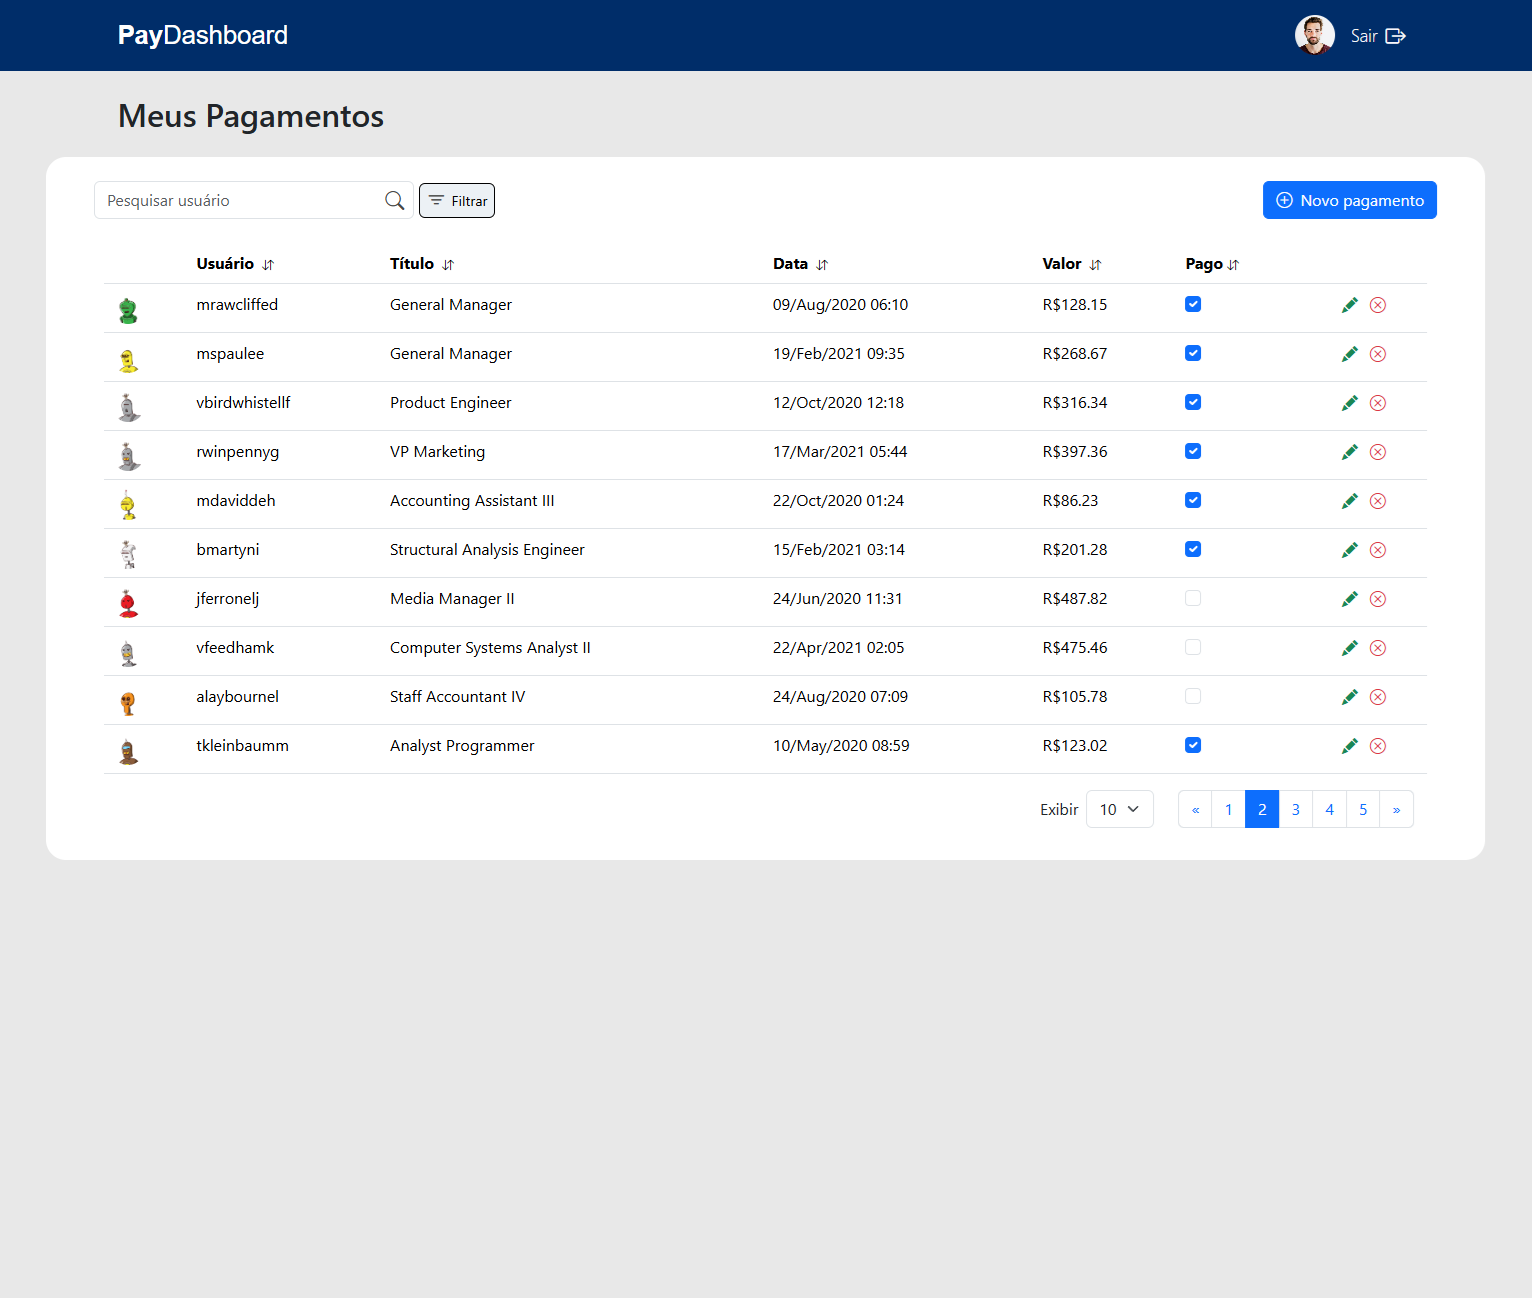 PayDashboard
Sair
Meus Pagamentos
Pesquisar usuário
Filtrar
Novo pagamento
Usuário Título Data Valor Pago
mrawcliffed General Manager 09/Aug/2020 06:10 R$128.15
mspaulee General Manager 19/Feb/2021 09:35 R$268.67
vbirdwhistellf Product Engineer 12/Oct/2020 12:18 R$316.34
rwinpennyg VP Marketing 17/Mar/2021 05:44 R$397.36
mdaviddeh Accounting Assistant III 22/Oct/2020 01:24 R$86.23
bmartyni Structural Analysis Engineer 15/Feb/2021 03:14 R$201.28
jferronelj Media Manager II 24/Jun/2020 11:31 R$487.82
vfeedhamk Computer Systems Analyst II 22/Apr/2021 02:05 R$475.46
alaybournel Staff Accountant IV 24/Aug/2020 07:09 R$105.78
tkleinbaumm Analyst Programmer 10/May/2020 08:59 R$123.02
Exibir 10 « 1 2 3 4 5 »